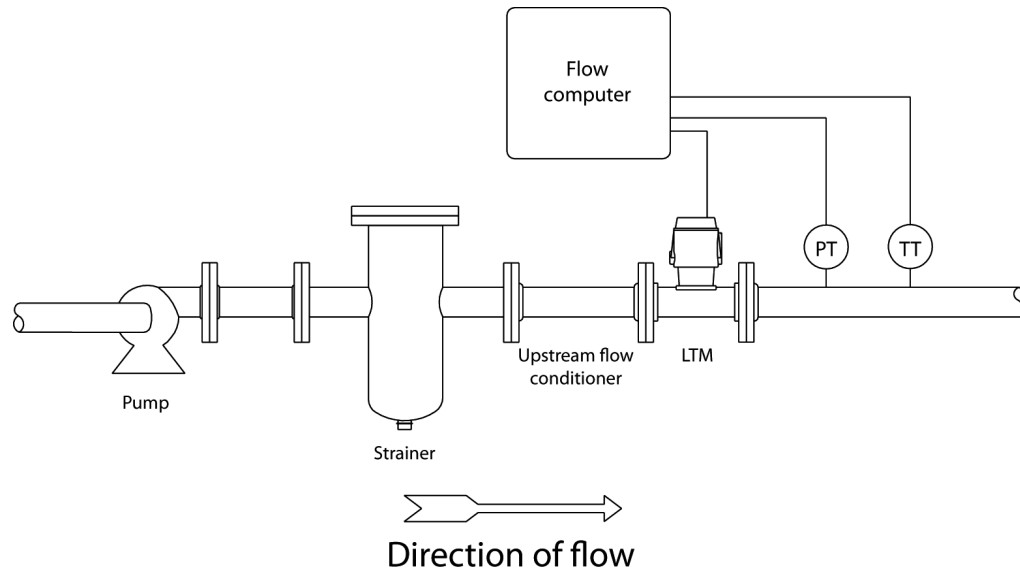 Flow
computer
PT
TT
Upstream flow
conditioner
LTM
Pump
Strainer
Direction of flow